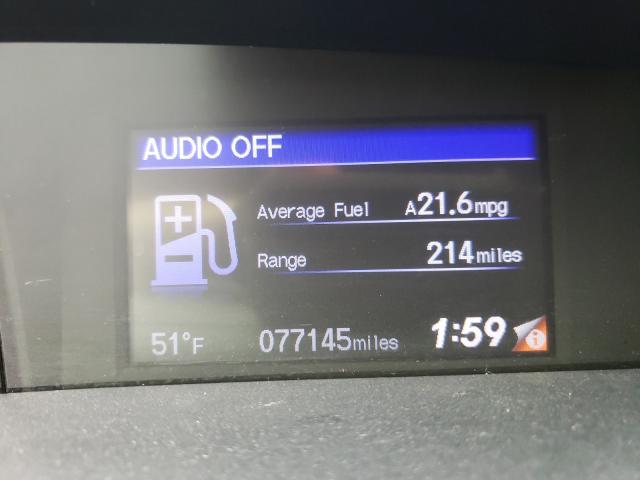 AUDIO OFF
Average Fuel A21.6mpg
Range 214miles
51°F 077145miles 1:59 i